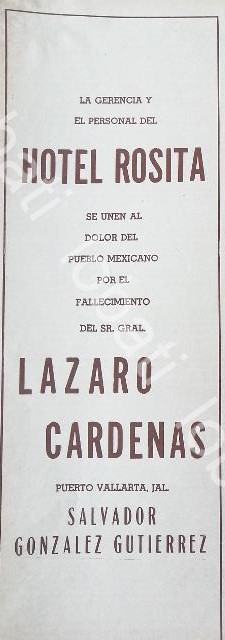 LA GERENCIA Y
EL PERSONAL DEL
HOTEL ROSITA
SE UNEN AL
DOLOR DEL
PUEBLO MEXICANO
POR EL
FALLECIMIENTO
DEL SR. GRAL.
LAZARO
CARDENAS
PUERTO VALLARTA, JAL.
SALVADOR
GONZALEZ GUTIERREZ